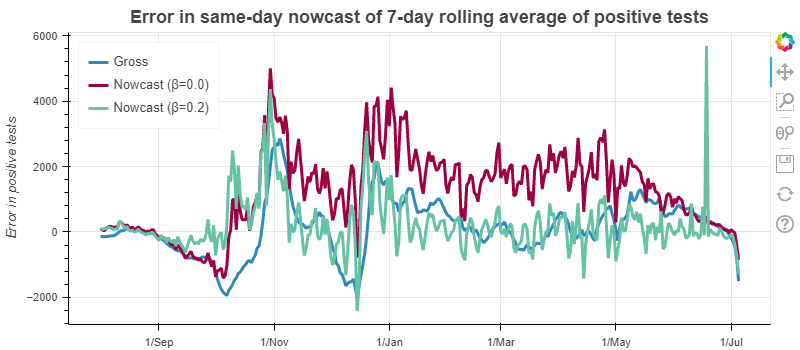 Error in same-day nowcast of 7-day rolling average of positive tests
Error in positive tests
6000
4000
2000
0
−2000
Gross
Nowcast (β=0.0)
Nowcast (β=0.2)
1/Sep
1/Nov
1/Jan
1/Mar
1/May
1/Jul